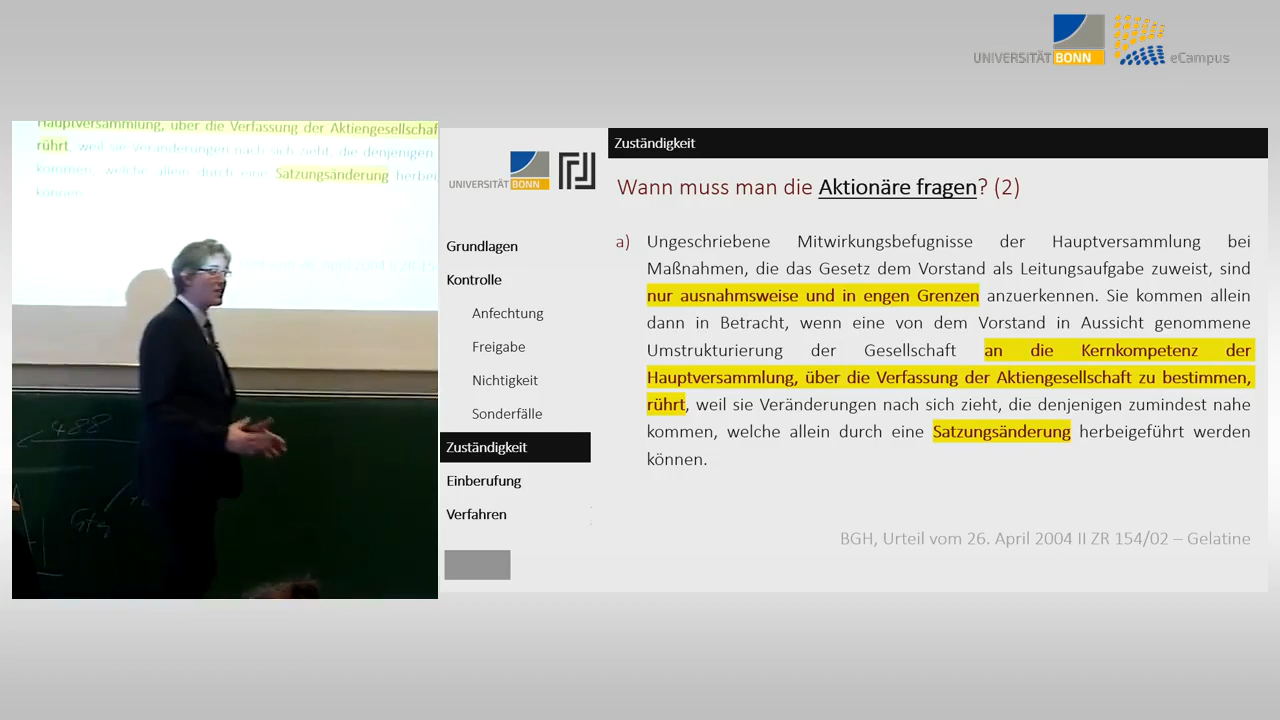 UNIVERSITÄT BONN
eCampus
Hauptversammlung, über die Verfassung der Aktiengesellschaf
rührt, weil sie Veränderungen nach sich zieht, die denjenigen
kommen, welche allein durch eine Satzungsänderung herbei
können.
UNIVERSITÄT BONN
Grundlagen
Kontrolle
Anfechtung
Freigabe
Nichtigkeit
Sonderfälle
Zuständigkeit
Einberufung
Verfahren
Zuständigkeit
Wann muss man die Aktionäre fragen? (2)
a) Ungeschriebene Mitwirkungsbefugnisse der Hauptversammlung bei
Maßnahmen, die das Gesetz dem Vorstand als Leitungsaufgabe zuweist, sind
nur ausnahmsweise und in engen Grenzen anzuerkennen. Sie kommen allein
dann in Betracht, wenn eine von dem Vorstand in Aussicht genommene
Umstrukturierung der Gesellschaft an die Kernkompetenz der
Hauptversammlung, über die Verfassung der Aktiengesellschaft zu bestimmen,
rührt, weil sie Veränderungen nach sich zieht, die denjenigen zumindest nahe
kommen, welche allein durch eine Satzungsänderung herbeigeführt werden
können.
BGH, Urteil vom 26. April 2004 II ZR 154/02 – Gelatine